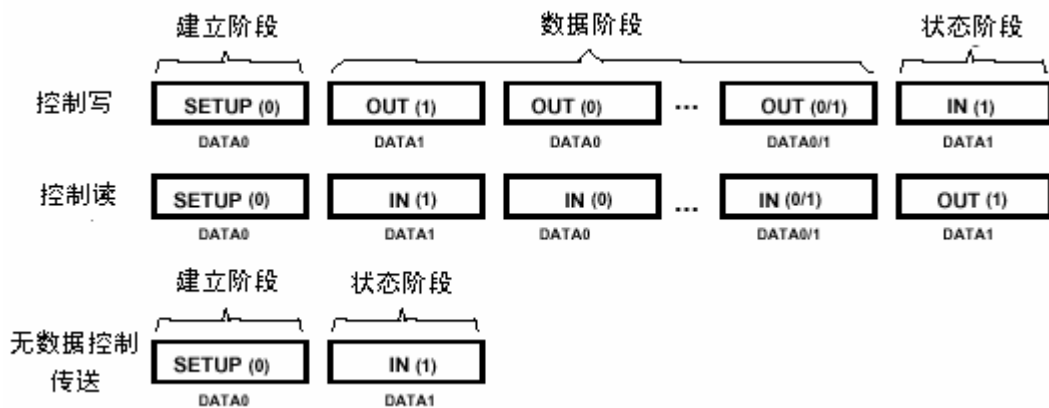 建立阶段 数据阶段 状态阶段
控制写 SETUP (0) OUT (1) OUT (0) ... OUT (0/1) IN (1)
DATA0 DATA1 DATA0 DATA0/1 DATA1
控制读 SETUP (0) IN (1) IN (0) ... IN (0/1) OUT (1)
DATA0 DATA1 DATA0 DATA0/1 DATA1
建立阶段 状态阶段
无数据控制
传送 SETUP (0) IN (1)
DATA0 DATA1